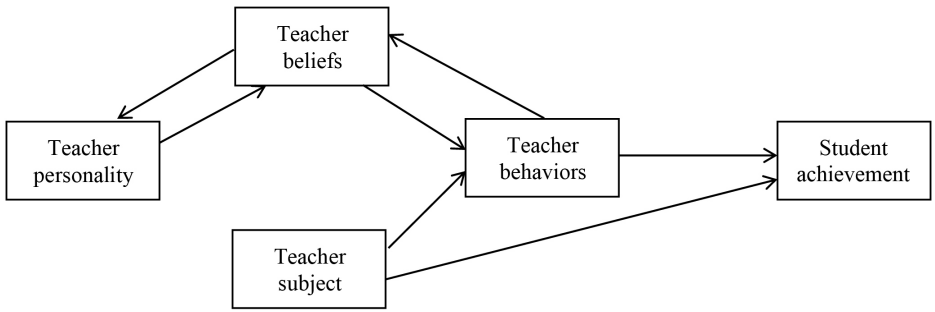 Teacher
beliefs
Teacher
personality
Teacher
behaviors
Student
achievement
Teacher
subject